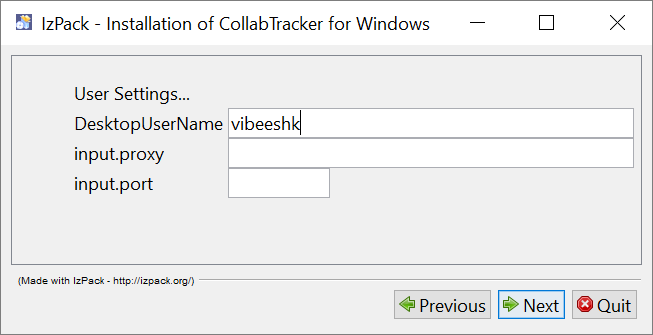 IzPack - Installation of CollabTracker for Windows
User Settings...
DesktopUserName vibeeshk
input.proxy
input.port
(Made with IzPack - http://izpack.org/)
Previous Next Quit